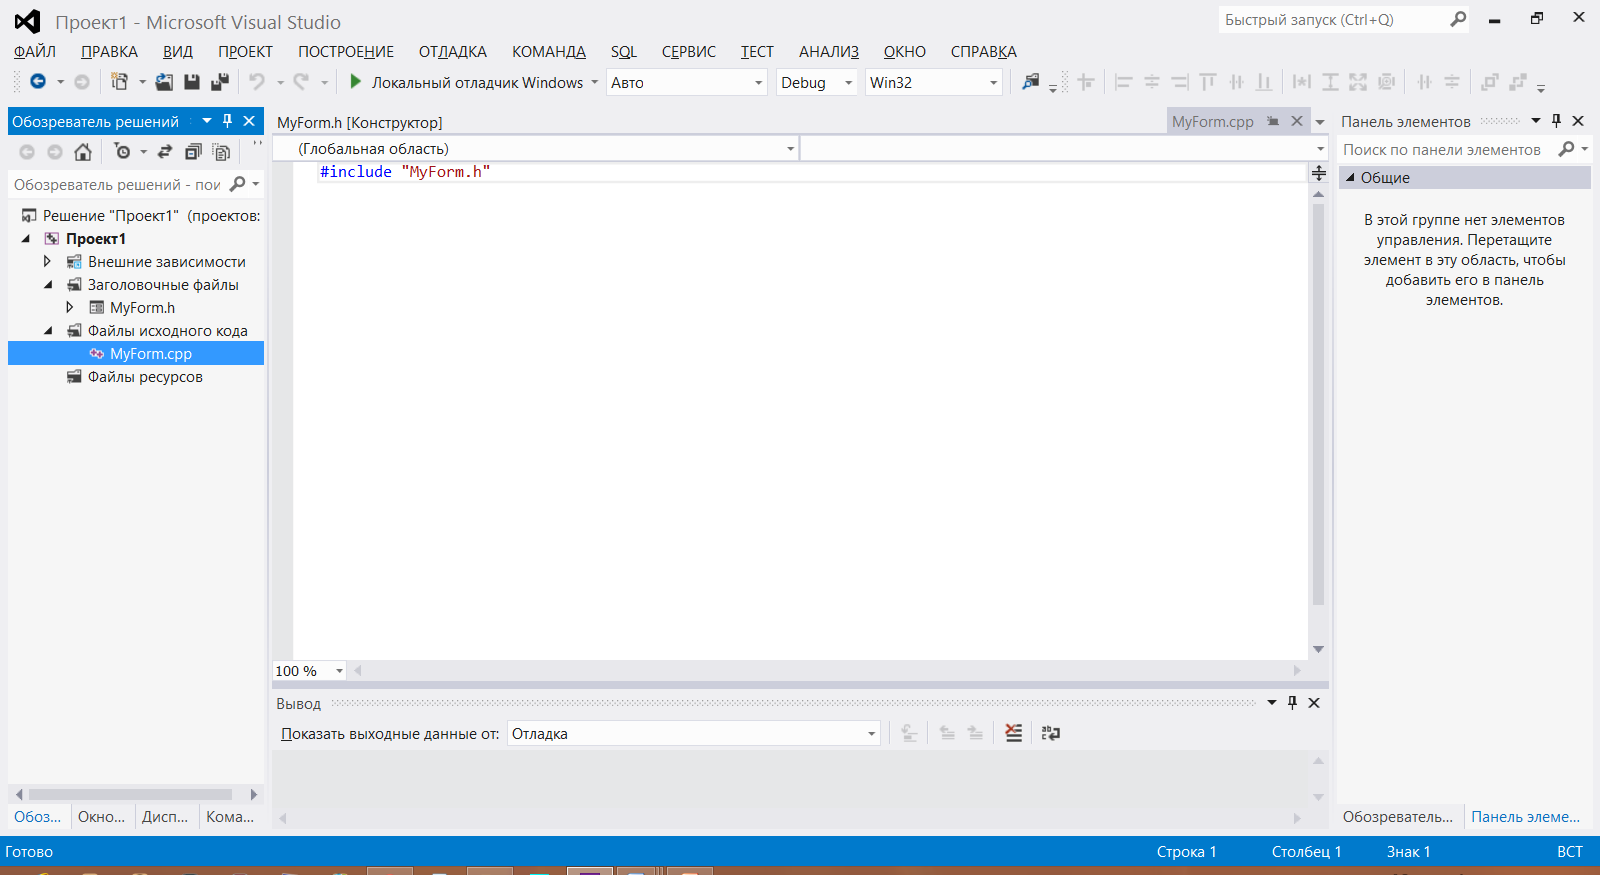 Проект1 - Microsoft Visual Studio
Быстрый запуск (Ctrl+Q)
ФАЙЛ ПРАВКА ВИД ПРОЕКТ ПОСТРОЕНИЕ ОТЛАДКА КОМАНДА SQL СЕРВИС ТЕСТ АНАЛИЗ ОКНО СПРАВКА
Локальный отладчик Windows Авто Debug Win32
Обозреватель решений
Обозреватель решений - пои
Решение "Проект1" (проектов:
Проект1
Внешние зависимости
Заголовочные файлы
MyForm.h
Файлы исходного кода
MyForm.cpp
Файлы ресурсов
Обоз... Окно... Дисп... Кома...
MyForm.h [Конструктор] MyForm.cpp
(Глобальная область)
#include "MyForm.h"
100 %
Вывод
Показать выходные данные от: Отладка
Панель элементов
Поиск по панели элементов
Общие
В этой группе нет элементов
управления. Перетащите
элемент в эту область, чтобы
добавить его в панель
элементов.
Обозреватель... Панель элеме...
Готово Строка 1 Столбец 1 Знак 1 ВСТ